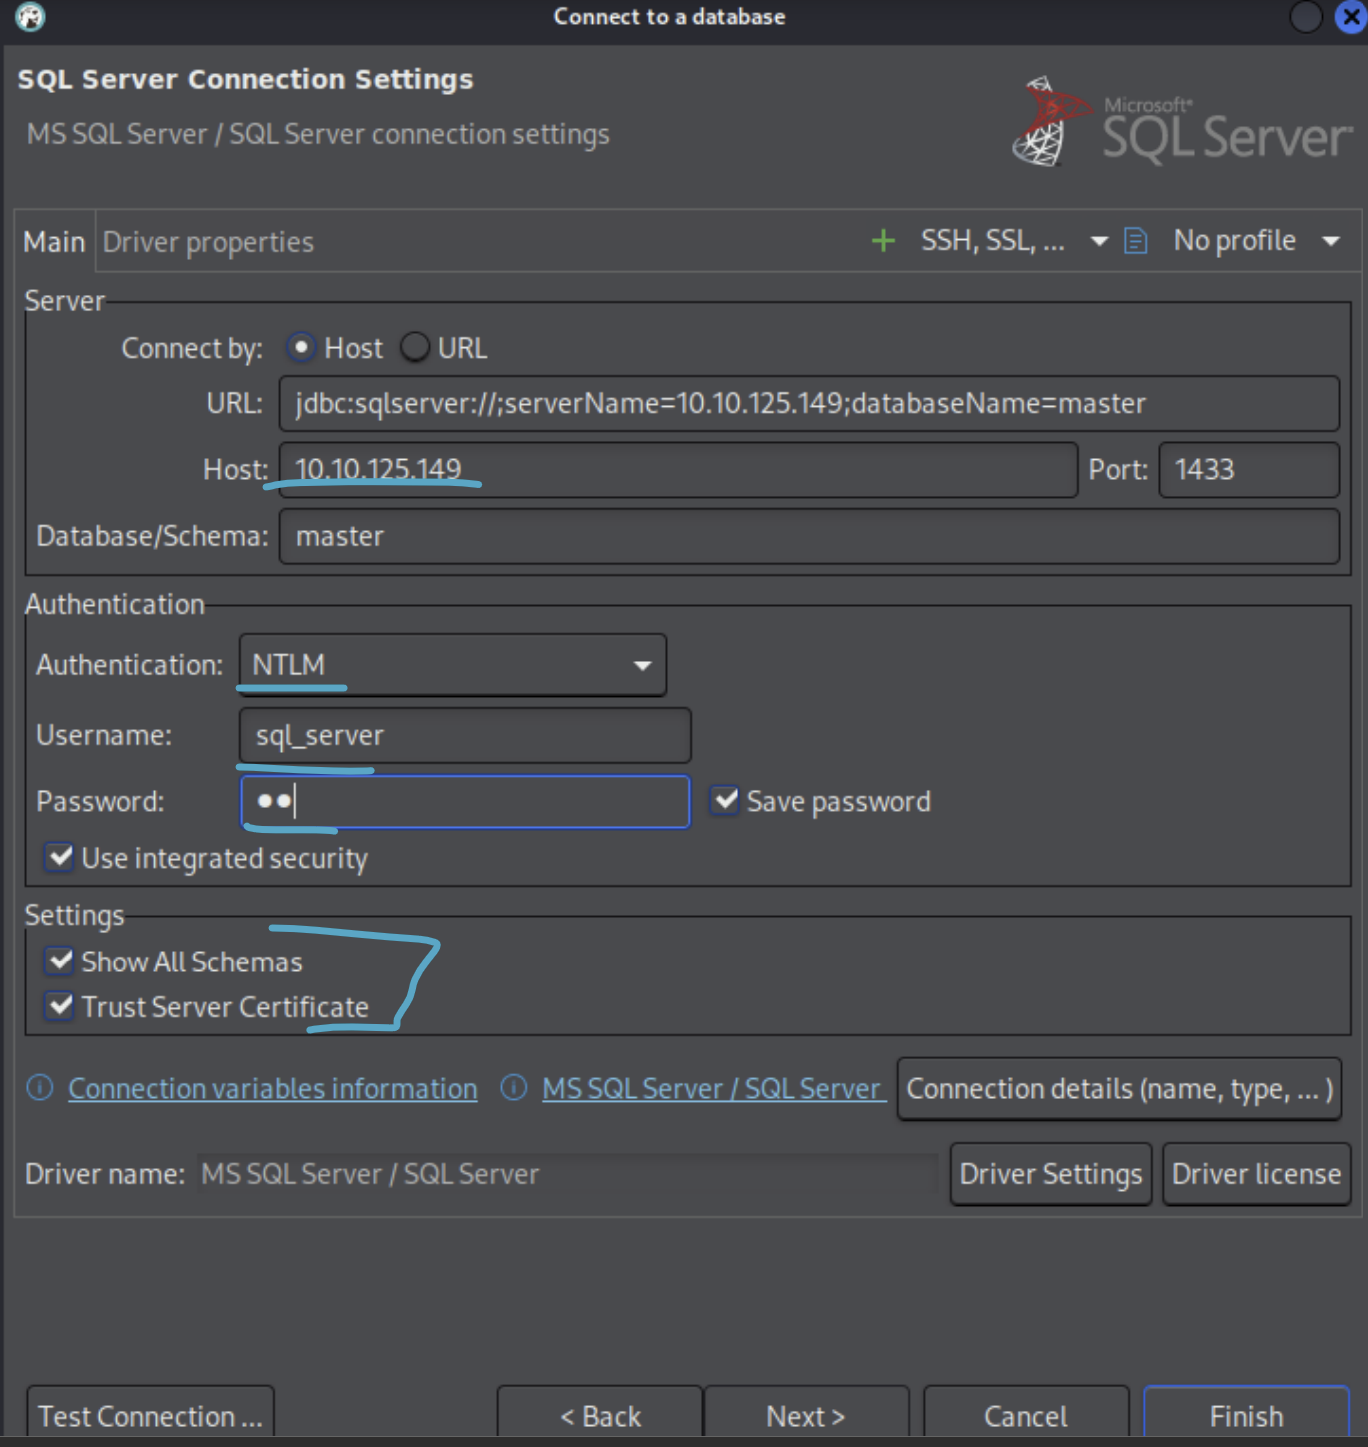 Connect to a database
SQL Server Connection Settings
MS SQL Server / SQL Server connection settings
Microsoft®
SQL Server
Main Driver properties + SSH, SSL, ... No profile
Server
Connect by: Host URL
URL: jdbc:sqlserver://;serverName=10.10.125.149;databaseName=master
Host: 10.10.125.149 Port: 1433
Database/Schema: master
Authentication
Authentication: NTLM
Username: sql_server
Password: ●● Save password
Use integrated security
Settings
Show All Schemas
Trust Server Certificate
Connection variables information MS SQL Server / SQL Server Connection details (name, type, ... )
Driver name: MS SQL Server / SQL Server Driver Settings Driver license
Test Connection ... < Back Next > Cancel Finish